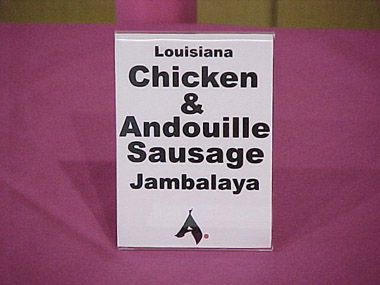 Louisiana
Chicken
&
Andouille
Sausage
Jambalaya